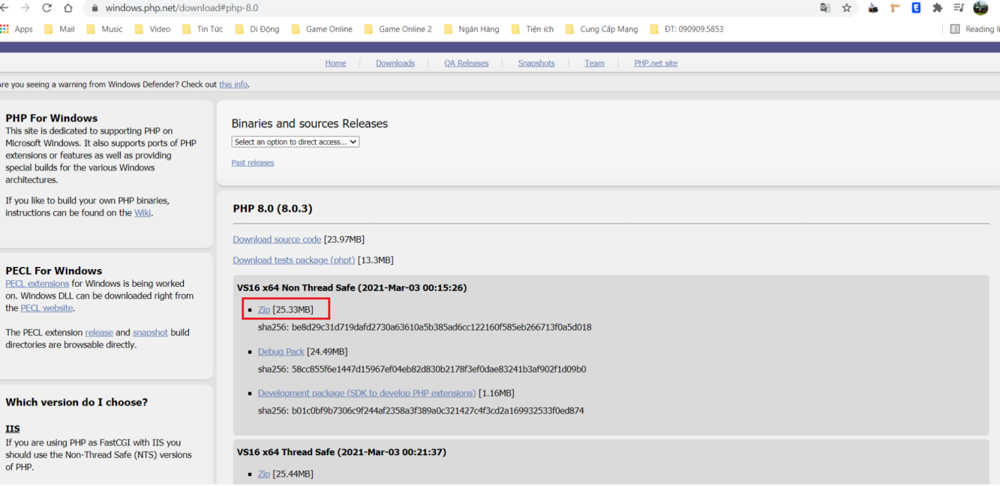 windows.php.net/download#php-8.0
Apps Mail Music Video Tin Tức Di Động Game Online Game Online 2 Ngân Hàng Tiện ích Cung Cấp Mạng ĐT: 090909.5853 Reading li
Home Downloads QA Releases Snapshots Team PHP.net site
Are you seeing a warning from Windows Defender? Check out this info.
PHP For Windows
This site is dedicated to supporting PHP on
Microsoft Windows. It also supports ports of PHP
extensions or features as well as providing
special builds for the various Windows
architectures.
If you like to build your own PHP binaries,
instructions can be found on the Wiki.
PECL For Windows
PECL extensions for Windows is being worked
on. Windows DLL can be downloaded right from
the PECL website.
The PECL extension release and snapshot build
directories are browsable directly.
Which version do I choose?
IIS
If you are using PHP as FastCGI with IIS you
should use the Non-Thread Safe (NTS) versions
of PHP.
Binaries and sources Releases
Select an option to direct access...
Past releases
PHP 8.0 (8.0.3)
Download source code [23.97MB]
Download tests package (phpt) [13.3MB]
VS16 x64 Non Thread Safe (2021-Mar-03 00:15:26)
Zip [25.33MB]
sha256: be8d29c31d719dafd2730a63610a5b385ad6cc122160f585eb266713f0a5d018
Debug Pack [24.49MB]
sha256: 58cc855f6e1447d15967ef04eb82d830b2178f3ef0dae83241b3af902f1d09b0
Development package (SDK to develop PHP extensions) [1.16MB]
sha256: b01c0bf9b7306c9f244af2358a3f389a0c321427c4f3cd2a169932533f0ed874
VS16 x64 Thread Safe (2021-Mar-03 00:21:37)
Zip [25.44MB]